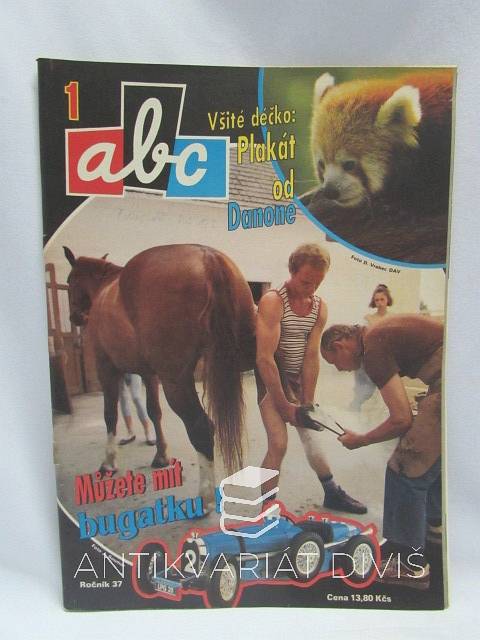 1
abc
Všité déčko:
Plakát
od
Danone
Foto D. Vrabec DAV
Můžete mít
bugatku !
ANTIKVARIÁT DIVIŠ
Ročník 37
Cena 13,80 Kčs